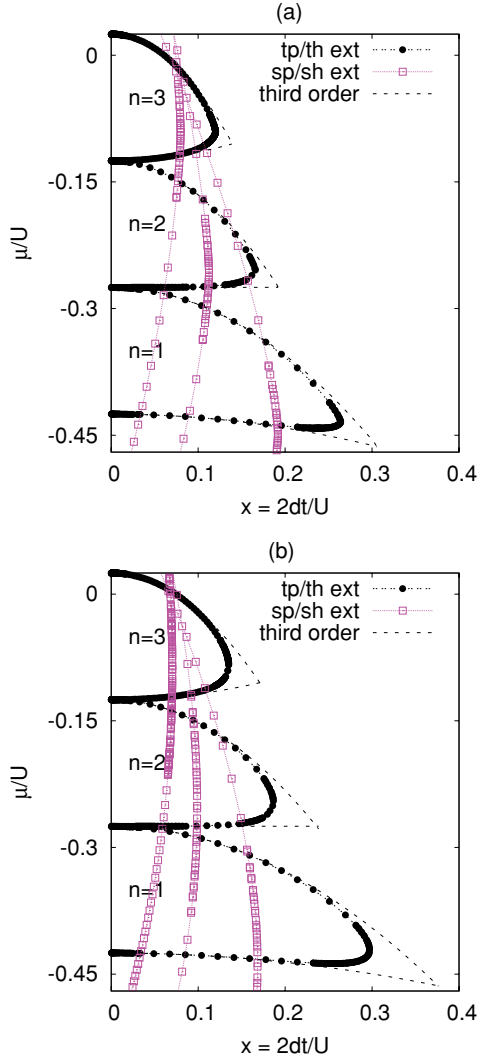 (a)
tp/th ext
sp/sh ext
third order
n=3
n=2
n=1
0
-0.15
-0.3
-0.45
μ/U
0 0.1 0.2 0.3 0.4
x = 2dt/U
(b)
tp/th ext
sp/sh ext
third order
n=3
n=2
n=1
0
-0.15
-0.3
-0.45
μ/U
0 0.1 0.2 0.3 0.4
x = 2dt/U